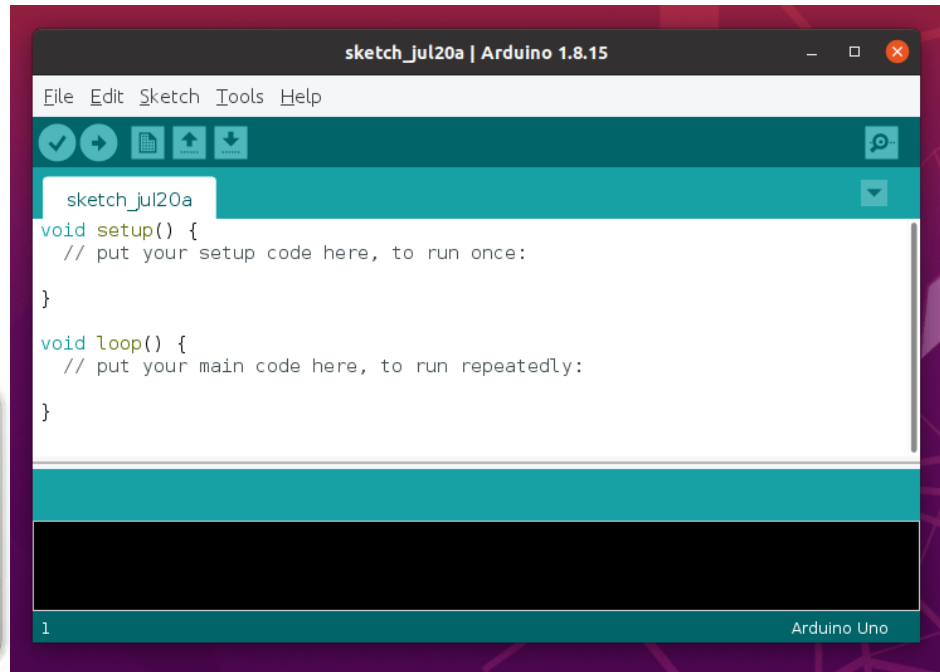 sketch_jul20a | Arduino 1.8.15
File Edit Sketch Tools Help
sketch_jul20a
void setup() {
  // put your setup code here, to run once:
}
void loop() {
  // put your main code here, to run repeatedly:
}
1 Arduino Uno